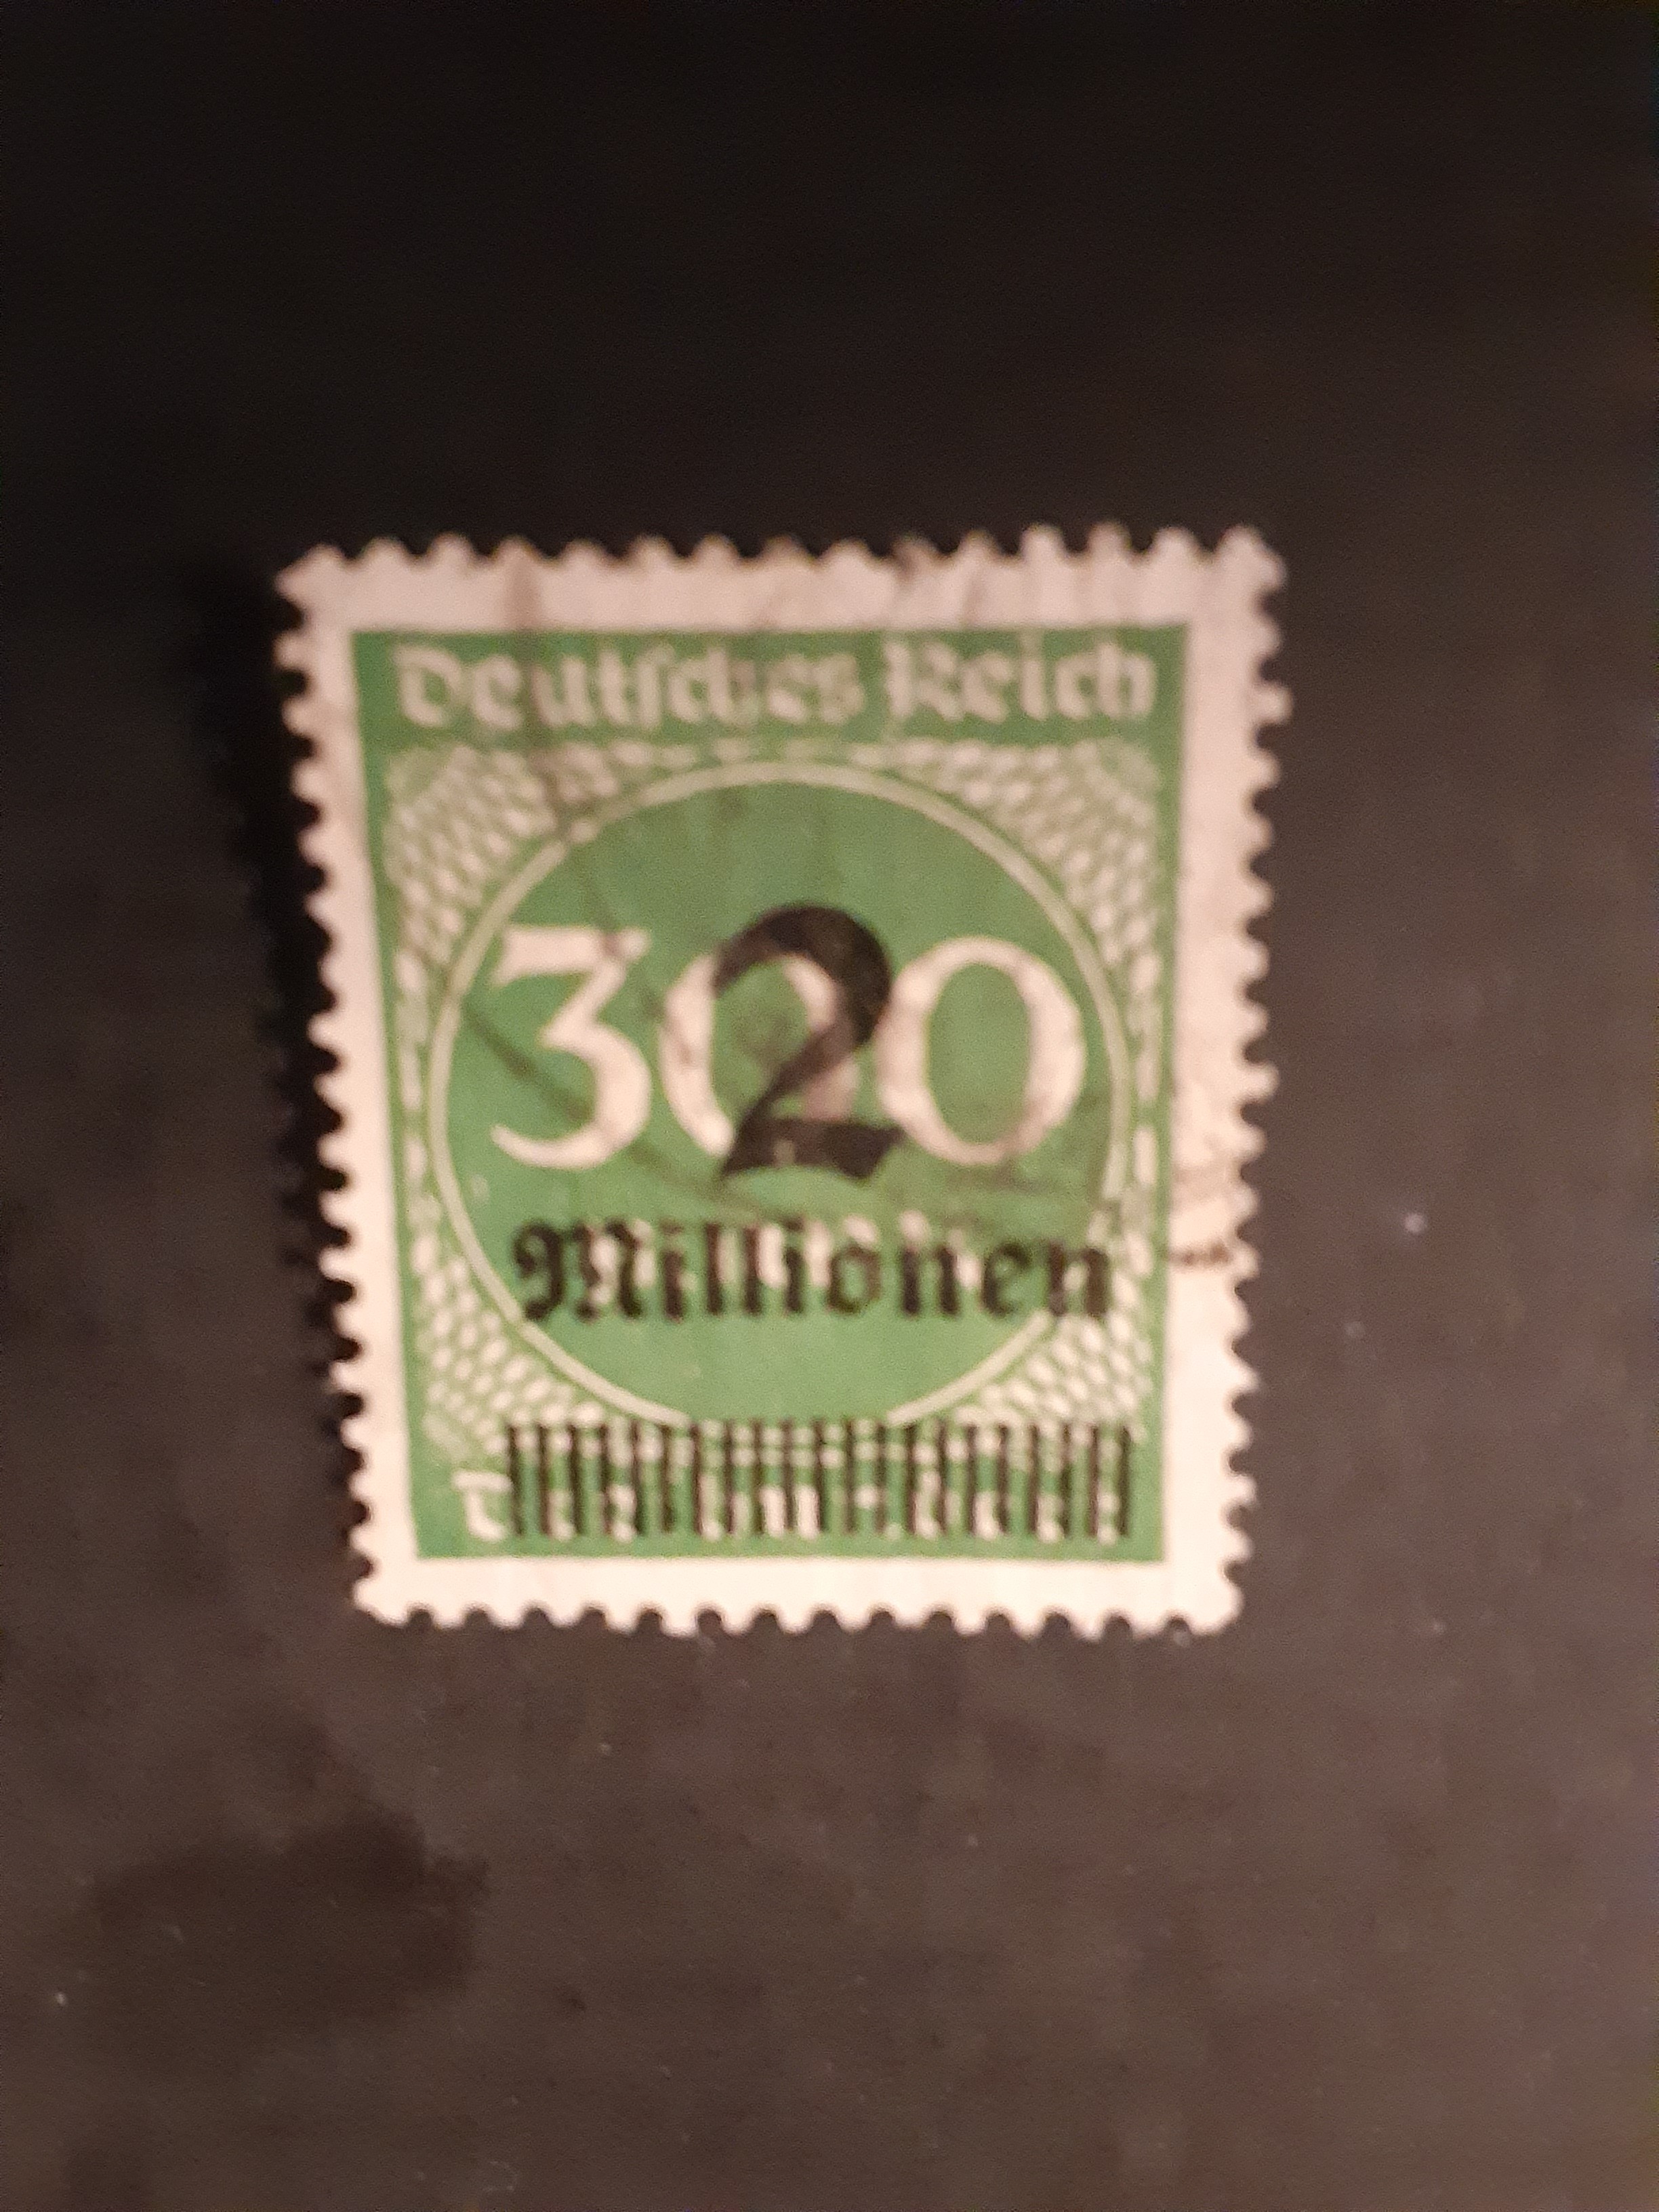 Deutsches Reich
300
2
Millionen